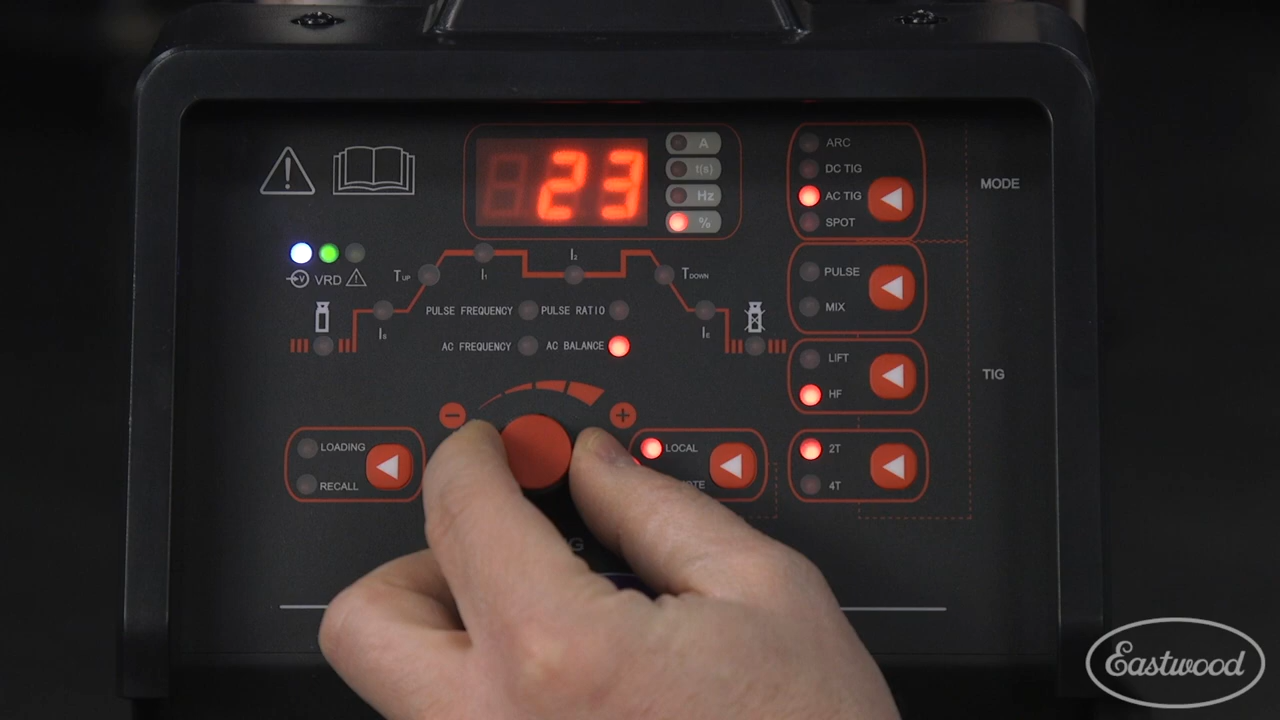 23
A
t(s)
Hz
%
ARC
DC TIG
AC TIG
SPOT
MODE
VRD
TUP
I1
I2
TDOWN
PULSE
MIX
IS
PULSE FREQUENCY
PULSE RATIO
IE
AC FREQUENCY
AC BALANCE
LIFT
HF
TIG
− +
LOADING
RECALL
LOCAL
2T
4T
Eastwood